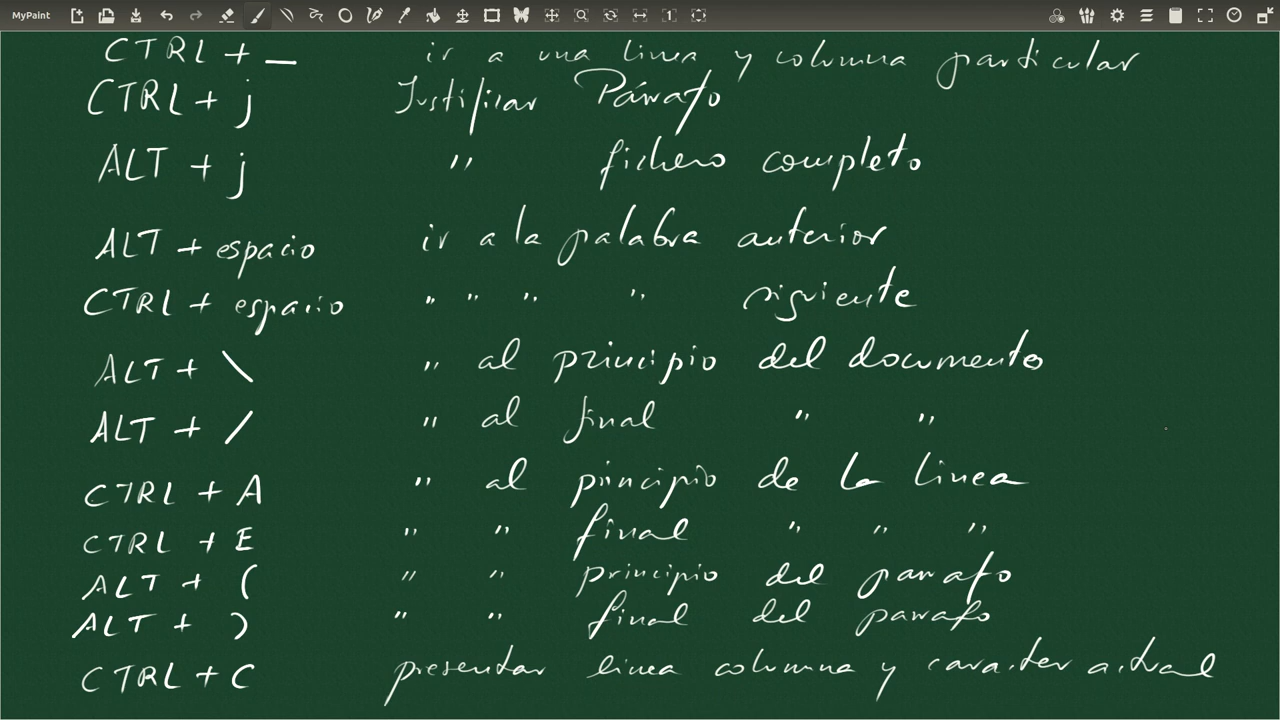 MyPaint
CTRL + _ ir a una linea y columna particular
CTRL + j Justificar Párrafo
ALT + j " fichero completo
ALT + espacio ir a la palabra anterior
CTRL + espacio " " " " siguiente
ALT + \ " al principio del documento
ALT + / " al final " "
CTRL + A " al principio de la linea
CTRL + E " " final " " "
ALT + ( " " principio del parrafo
ALT + ) " " final del parrafo
CTRL + C presentar linea columna y caracter actual